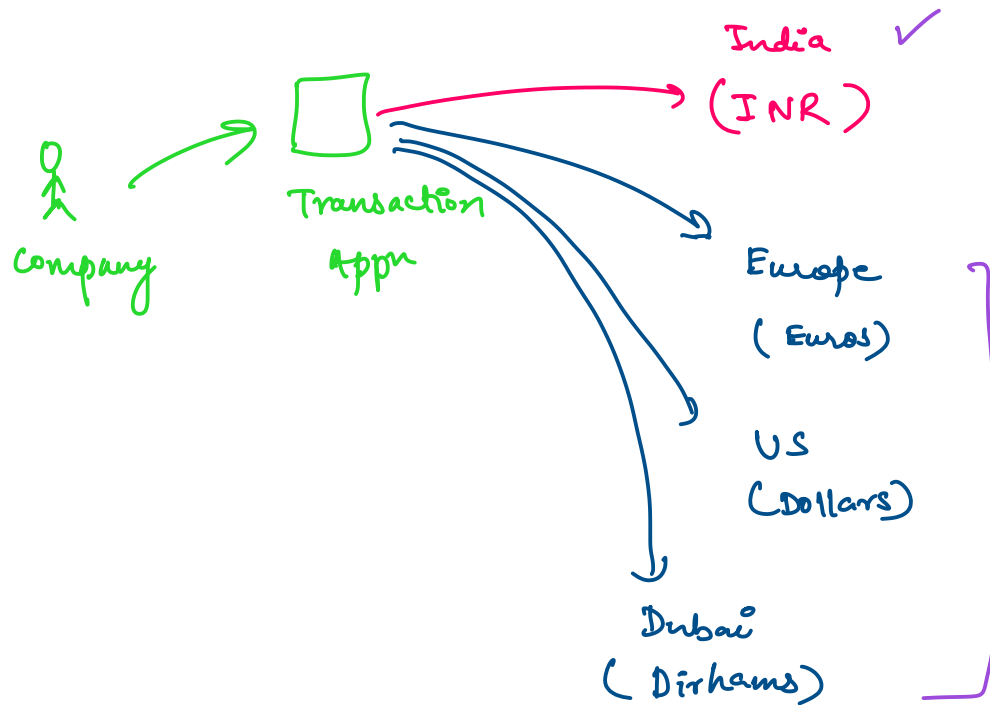 India
(INR)
Company
Transaction
Appn
Europe
(Euros)
US
(Dollars)
Dubai
(Dirhams)